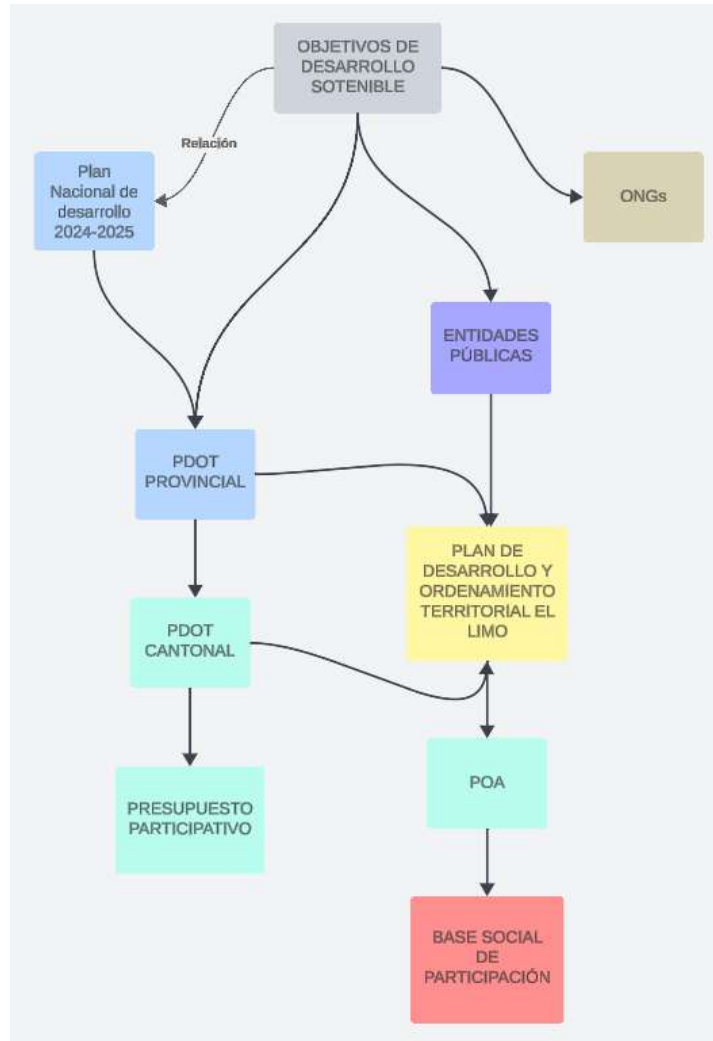 OBJETIVOS DE
DESARROLLO
SOTENIBLE
Relación
Plan
Nacional de
desarrollo
2024-2025
ONGs
ENTIDADES
PÚBLICAS
PDOT
PROVINCIAL
PLAN DE
DESARROLLO Y
ORDENAMIENTO
TERRITORIAL EL
LIMO
PDOT
CANTONAL
POA
PRESUPUESTO
PARTICIPATIVO
BASE SOCIAL
DE
PARTICIPACIÓN